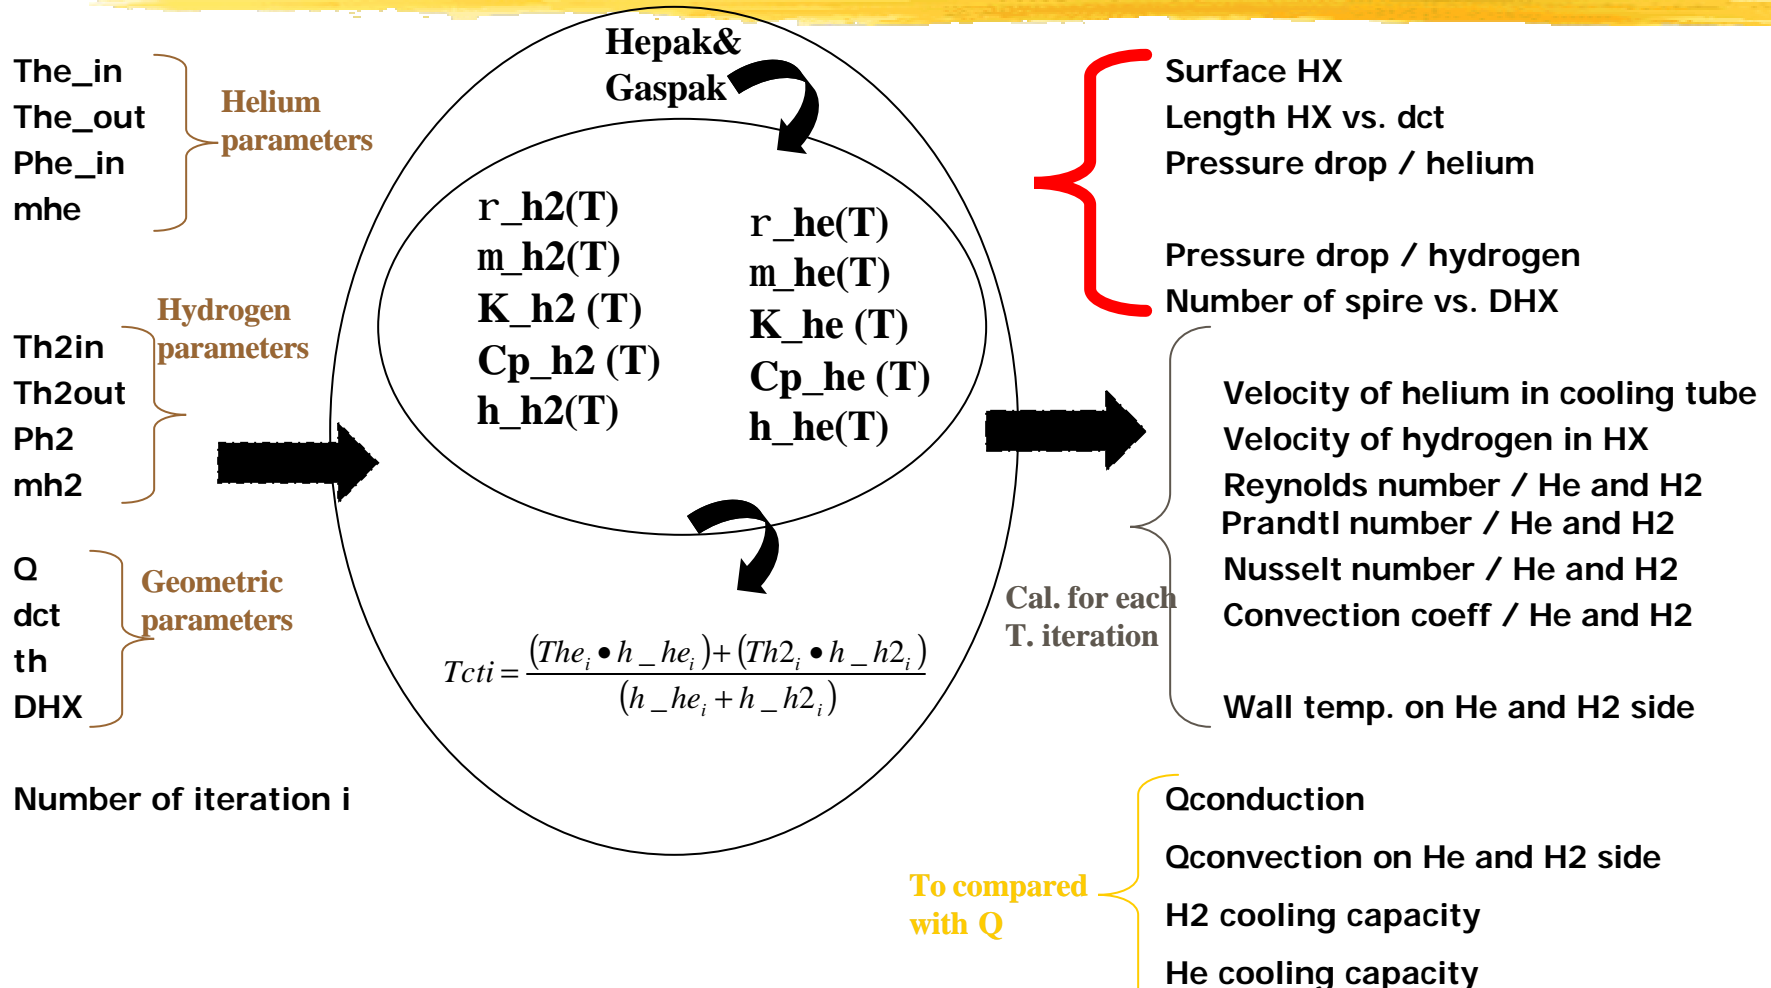 The_in
The_out
Phe_in
mhe
Helium
parameters
Th2in
Th2out
Ph2
mh2
Hydrogen
parameters
Q
dct
th
DHX
Geometric
parameters
Number of iteration i
Hepak&
Gaspak
r_h2(T)
m_h2(T)
K_h2 (T)
Cp_h2 (T)
h_h2(T)
r_he(T)
m_he(T)
K_he (T)
Cp_he (T)
h_he(T)
Tcti = \frac{(The_i • h_he_i)+(Th2_i • h_h2_i)}{(h_he_i + h_h2_i)}
Surface HX
Length HX vs. dct
Pressure drop / helium
Pressure drop / hydrogen
Number of spire vs. DHX
Cal. for each
T. iteration
Velocity of helium in cooling tube
Velocity of hydrogen in HX
Reynolds number / He and H2
Prandtl number / He and H2
Nusselt number / He and H2
Convection coeff / He and H2
Wall temp. on He and H2 side
To compared
with Q
Qconduction
Qconvection on He and H2 side
H2 cooling capacity
He cooling capacity